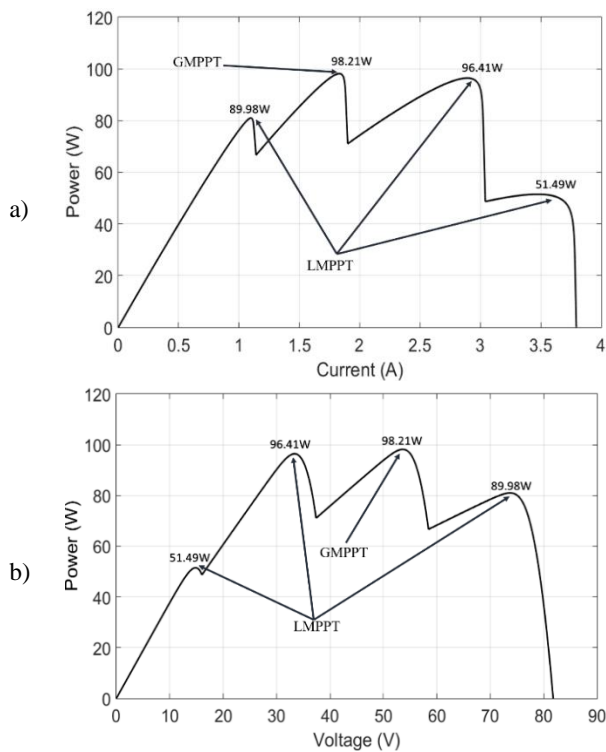 a)
120
100
80
60
40
20
0
Power (W)
GMPPT
89.98W
98.21W
96.41W
51.49W
LMPPT
0 0.5 1 1.5 2 2.5 3 3.5 4
Current (A)
b)
120
100
80
60
40
20
0
Power (W)
51.49W
96.41W
98.21W
89.98W
GMPPT
LMPPT
0 10 20 30 40 50 60 70 80 90
Voltage (V)